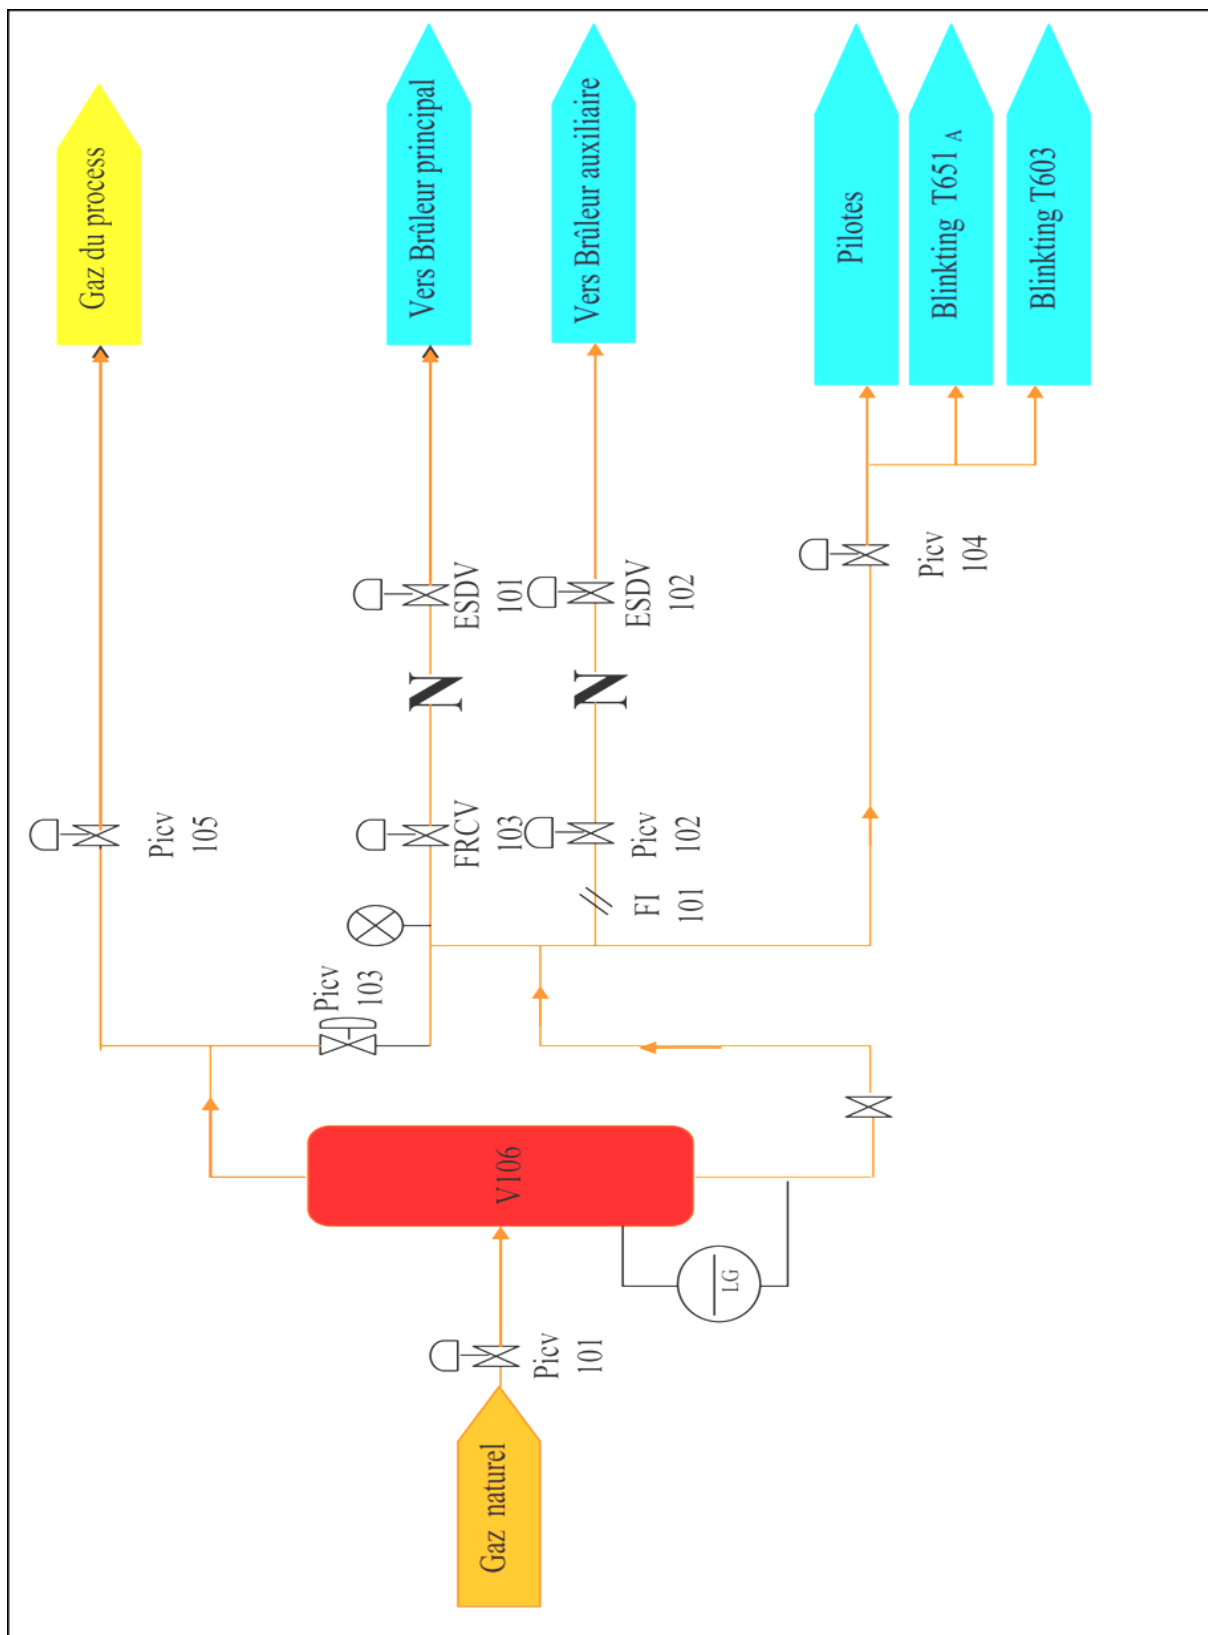 Gaz du process
Vers Brûleur principal
Vers Brûleur auxiliaire
Pilotes
Blinkting T651 A
Blinkting T603
ESDV
101
ESDV
102
Picv
104
N
N
Picv
105
FRCV
103
Picv
102
FI
101
Picv
103
V106
LG
Picv
101
Gaz naturel